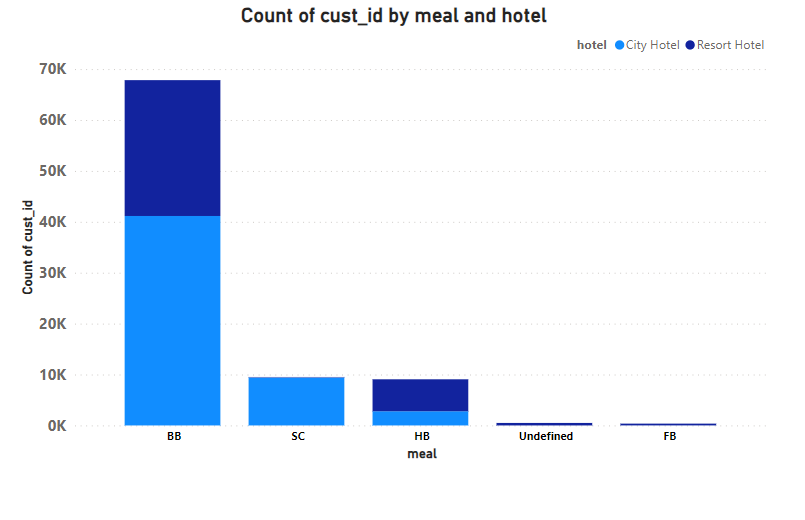 Count of cust_id by meal and hotel
hotel City Hotel Resort Hotel
70K
60K
50K
40K
30K
20K
10K
0K
Count of cust_id
BB SC HB Undefined FB
meal